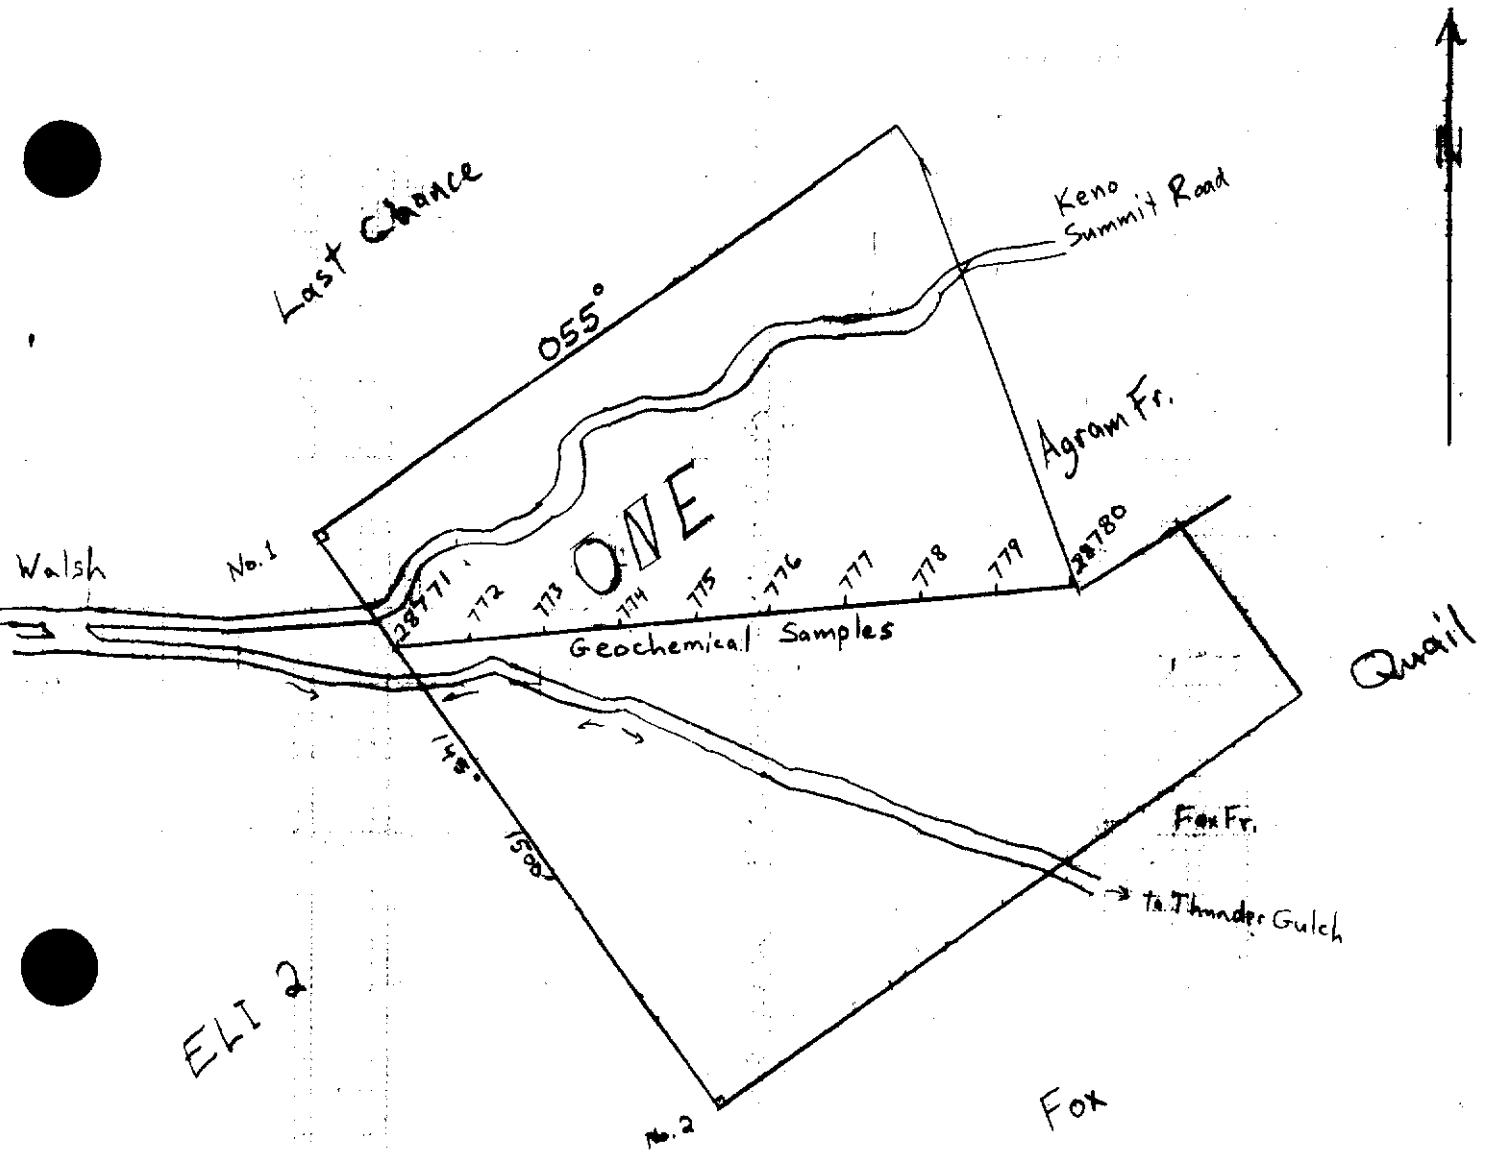 N
Keno
Summit Road
Last Chance
055°
Agram Fr.
ONE
Walsh
No. 1
28771
772
773
774
775
776
777
778
779
28780
Geochemical Samples
Quail
145°
1500'
Fox Fr.
to Thunder Gulch
ELI 2
Fox
No. 2